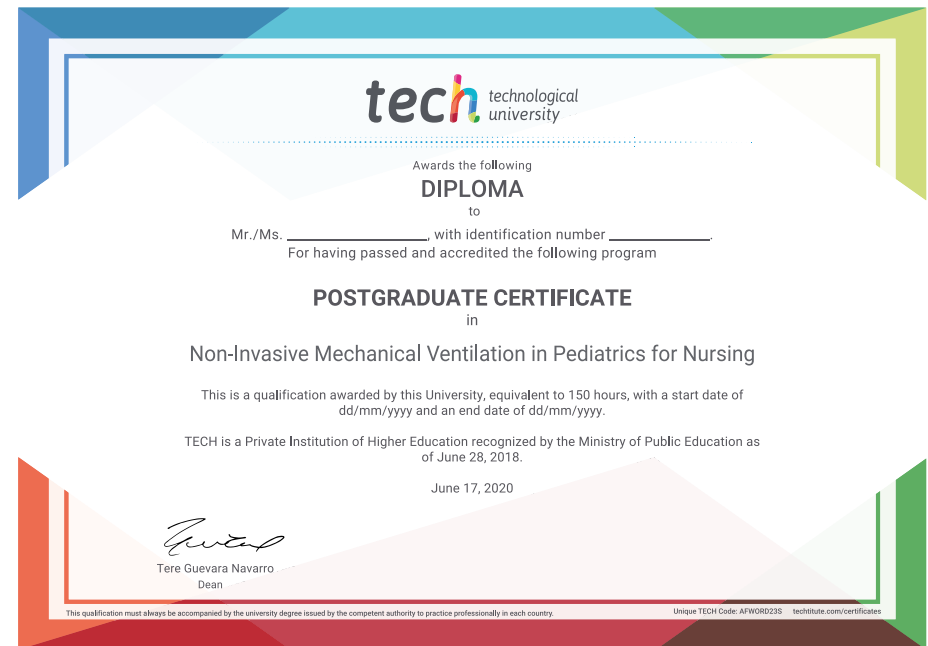 tech technological
university
Awards the following
DIPLOMA
to
Mr./Ms. ____________________, with identification number ______________.
For having passed and accredited the following program
POSTGRADUATE CERTIFICATE
in
Non-Invasive Mechanical Ventilation in Pediatrics for Nursing
This is a qualification awarded by this University, equivalent to 150 hours, with a start date of
dd/mm/yyyy and an end date of dd/mm/yyyy.
TECH is a Private Institution of Higher Education recognized by the Ministry of Public Education as
of June 28, 2018.
June 17, 2020
Tere Guevara Navarro
Dean
This qualification must always be accompanied by the university degree issued by the competent authority to practice professionally in each country.
Unique TECH Code: AFWORD23S techtitute.com/certificates